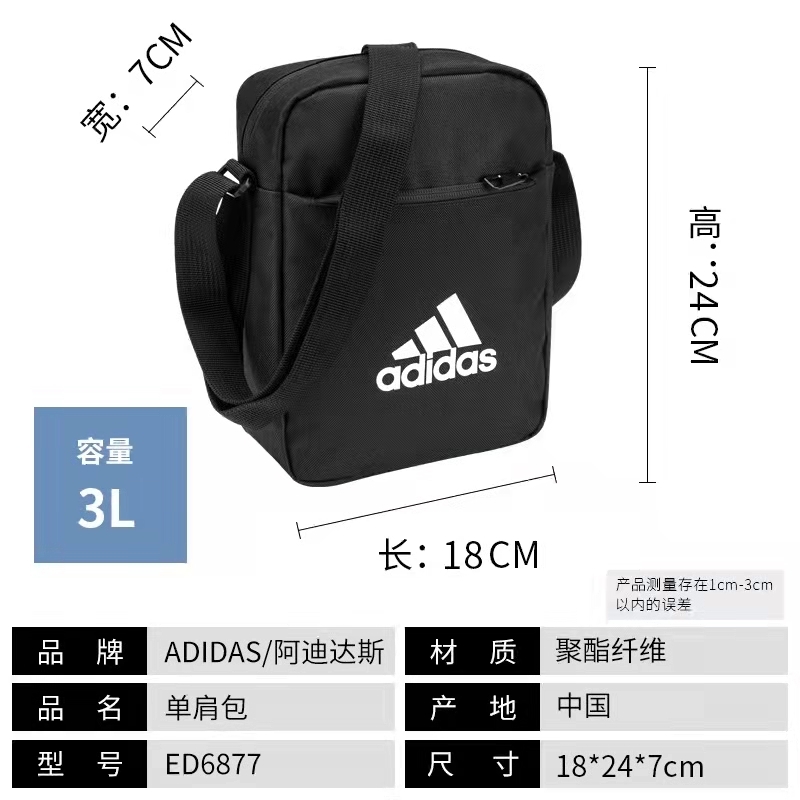 宽：7CM
高：24CM
adidas
容量
3L
长：18CM
产品测量存在1cm-3cm
以内的误差
品 牌 ADIDAS/阿迪达斯
材 质 聚酯纤维
品 名 单肩包
产 地 中国
型 号 ED6877
尺 寸 18*24*7cm